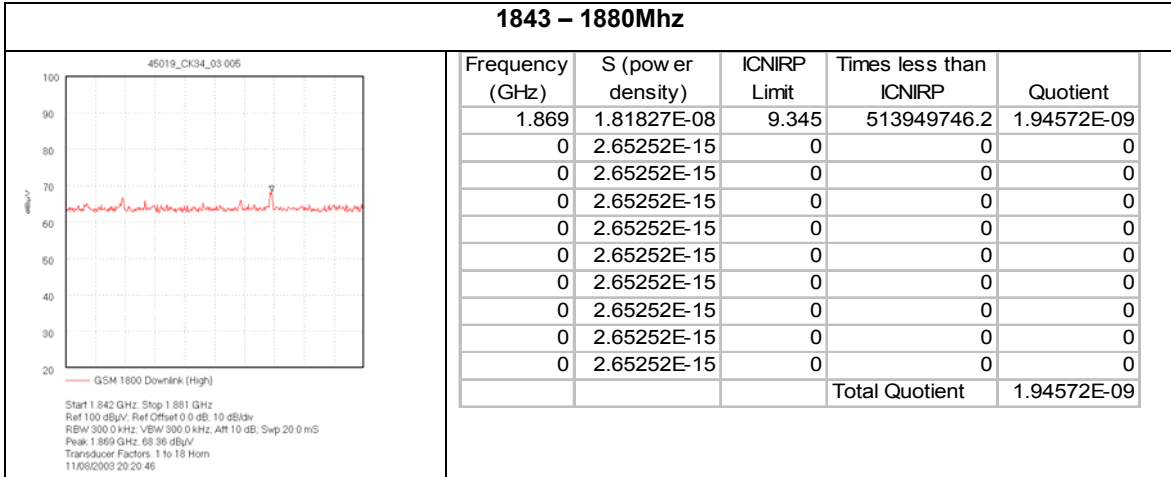 1843 – 1880Mhz
45019_CK34_03 005
100
90
80
70
60
50
40
30
20
dBµV
GSM 1800 Downlink (High)
Start 1.842 GHz; Stop 1.881 GHz
Ref 100 dBµV; Ref Offset 0.0 dB; 10 dB/div
RBW 300.0 kHz; VBW 300.0 kHz; Att 10 dB; Swp 20.0 mS
Peak 1.869 GHz, 68.36 dBµV
Transducer Factors: 1 to 18 Horn
11/08/2003 20:20:46
Frequency (GHz) S (power density) ICNIRP Limit Times less than ICNIRP Quotient
1.869 1.81827E-08 9.345 513949746.2 1.94572E-09
0 2.65252E-15 0 0 0
0 2.65252E-15 0 0 0
0 2.65252E-15 0 0 0
0 2.65252E-15 0 0 0
0 2.65252E-15 0 0 0
0 2.65252E-15 0 0 0
0 2.65252E-15 0 0 0
0 2.65252E-15 0 0 0
0 2.65252E-15 0 0 0
Total Quotient 1.94572E-09